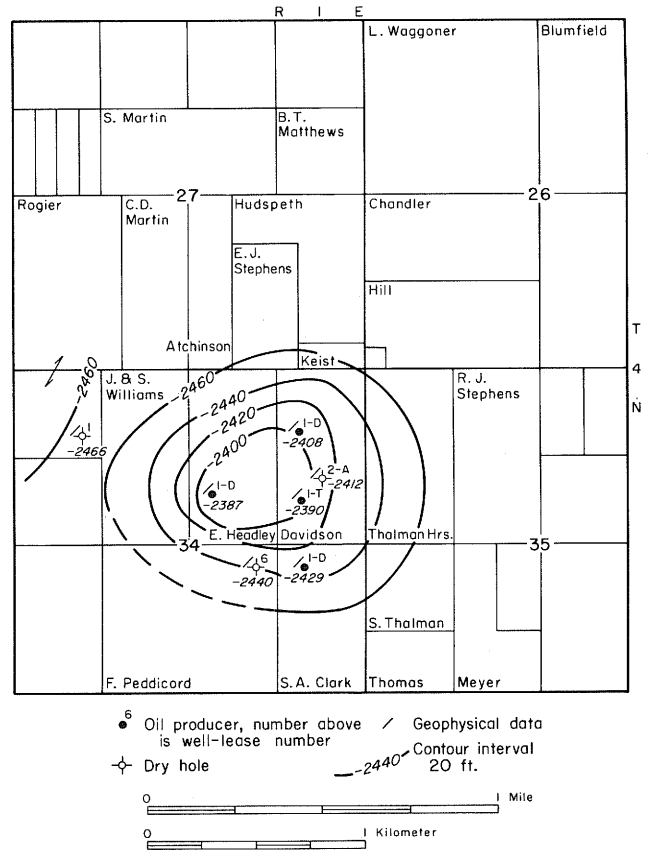 R I E
L. Waggoner
Blumfield
S. Martin
B.T.
Matthews
27
26
Rogier
C.D.
Martin
Hudspeth
Chandler
E.J.
Stephens
Hill
T
4
N
Atchinson
Keist
-2460
J. & S.
Williams
-2460
R. J.
Stephens
-2440
-2420
-2400
1
-2466
1-D
-2408
2-A
-2412
1-D
-2387
1-T
-2390
E. Headley
Davidson
Thalman Hrs.
34
35
6
-2440
1-D
-2429
S. Thalman
F. Peddicord
S.A. Clark
Thomas
Meyer
6
Oil producer, number above
is well-lease number
Geophysical data
Dry hole
-2440
Contour interval
20 ft.
0
1 Mile
0
1 Kilometer